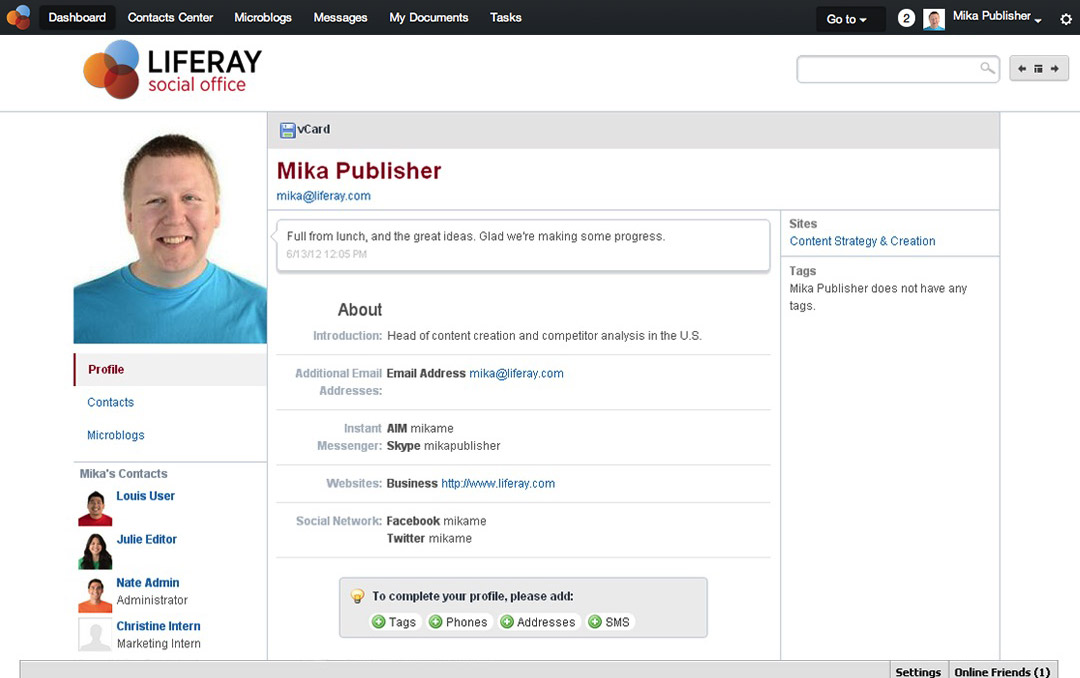 Dashboard Contacts Center Microblogs Messages My Documents Tasks Go to 2 Mika Publisher
LIFERAY
social office
vCard
Mika Publisher
mika@liferay.com
Full from lunch, and the great ideas. Glad we're making some progress.
6/13/12 12:05 PM
Sites
Content Strategy & Creation
Tags
Mika Publisher does not have any
tags.
About
Introduction: Head of content creation and competitor analysis in the U.S.
Additional Email Email Address mika@liferay.com
Addresses:
Instant AIM mikame
Messenger: Skype mikapublisher
Websites: Business http://www.liferay.com
Social Network: Facebook mikame
Twitter mikame
To complete your profile, please add:
Tags Phones Addresses SMS
Profile
Contacts
Microblogs
Mika's Contacts
Louis User
Julie Editor
Nate Admin
Administrator
Christine Intern
Marketing Intern
Settings Online Friends (1)